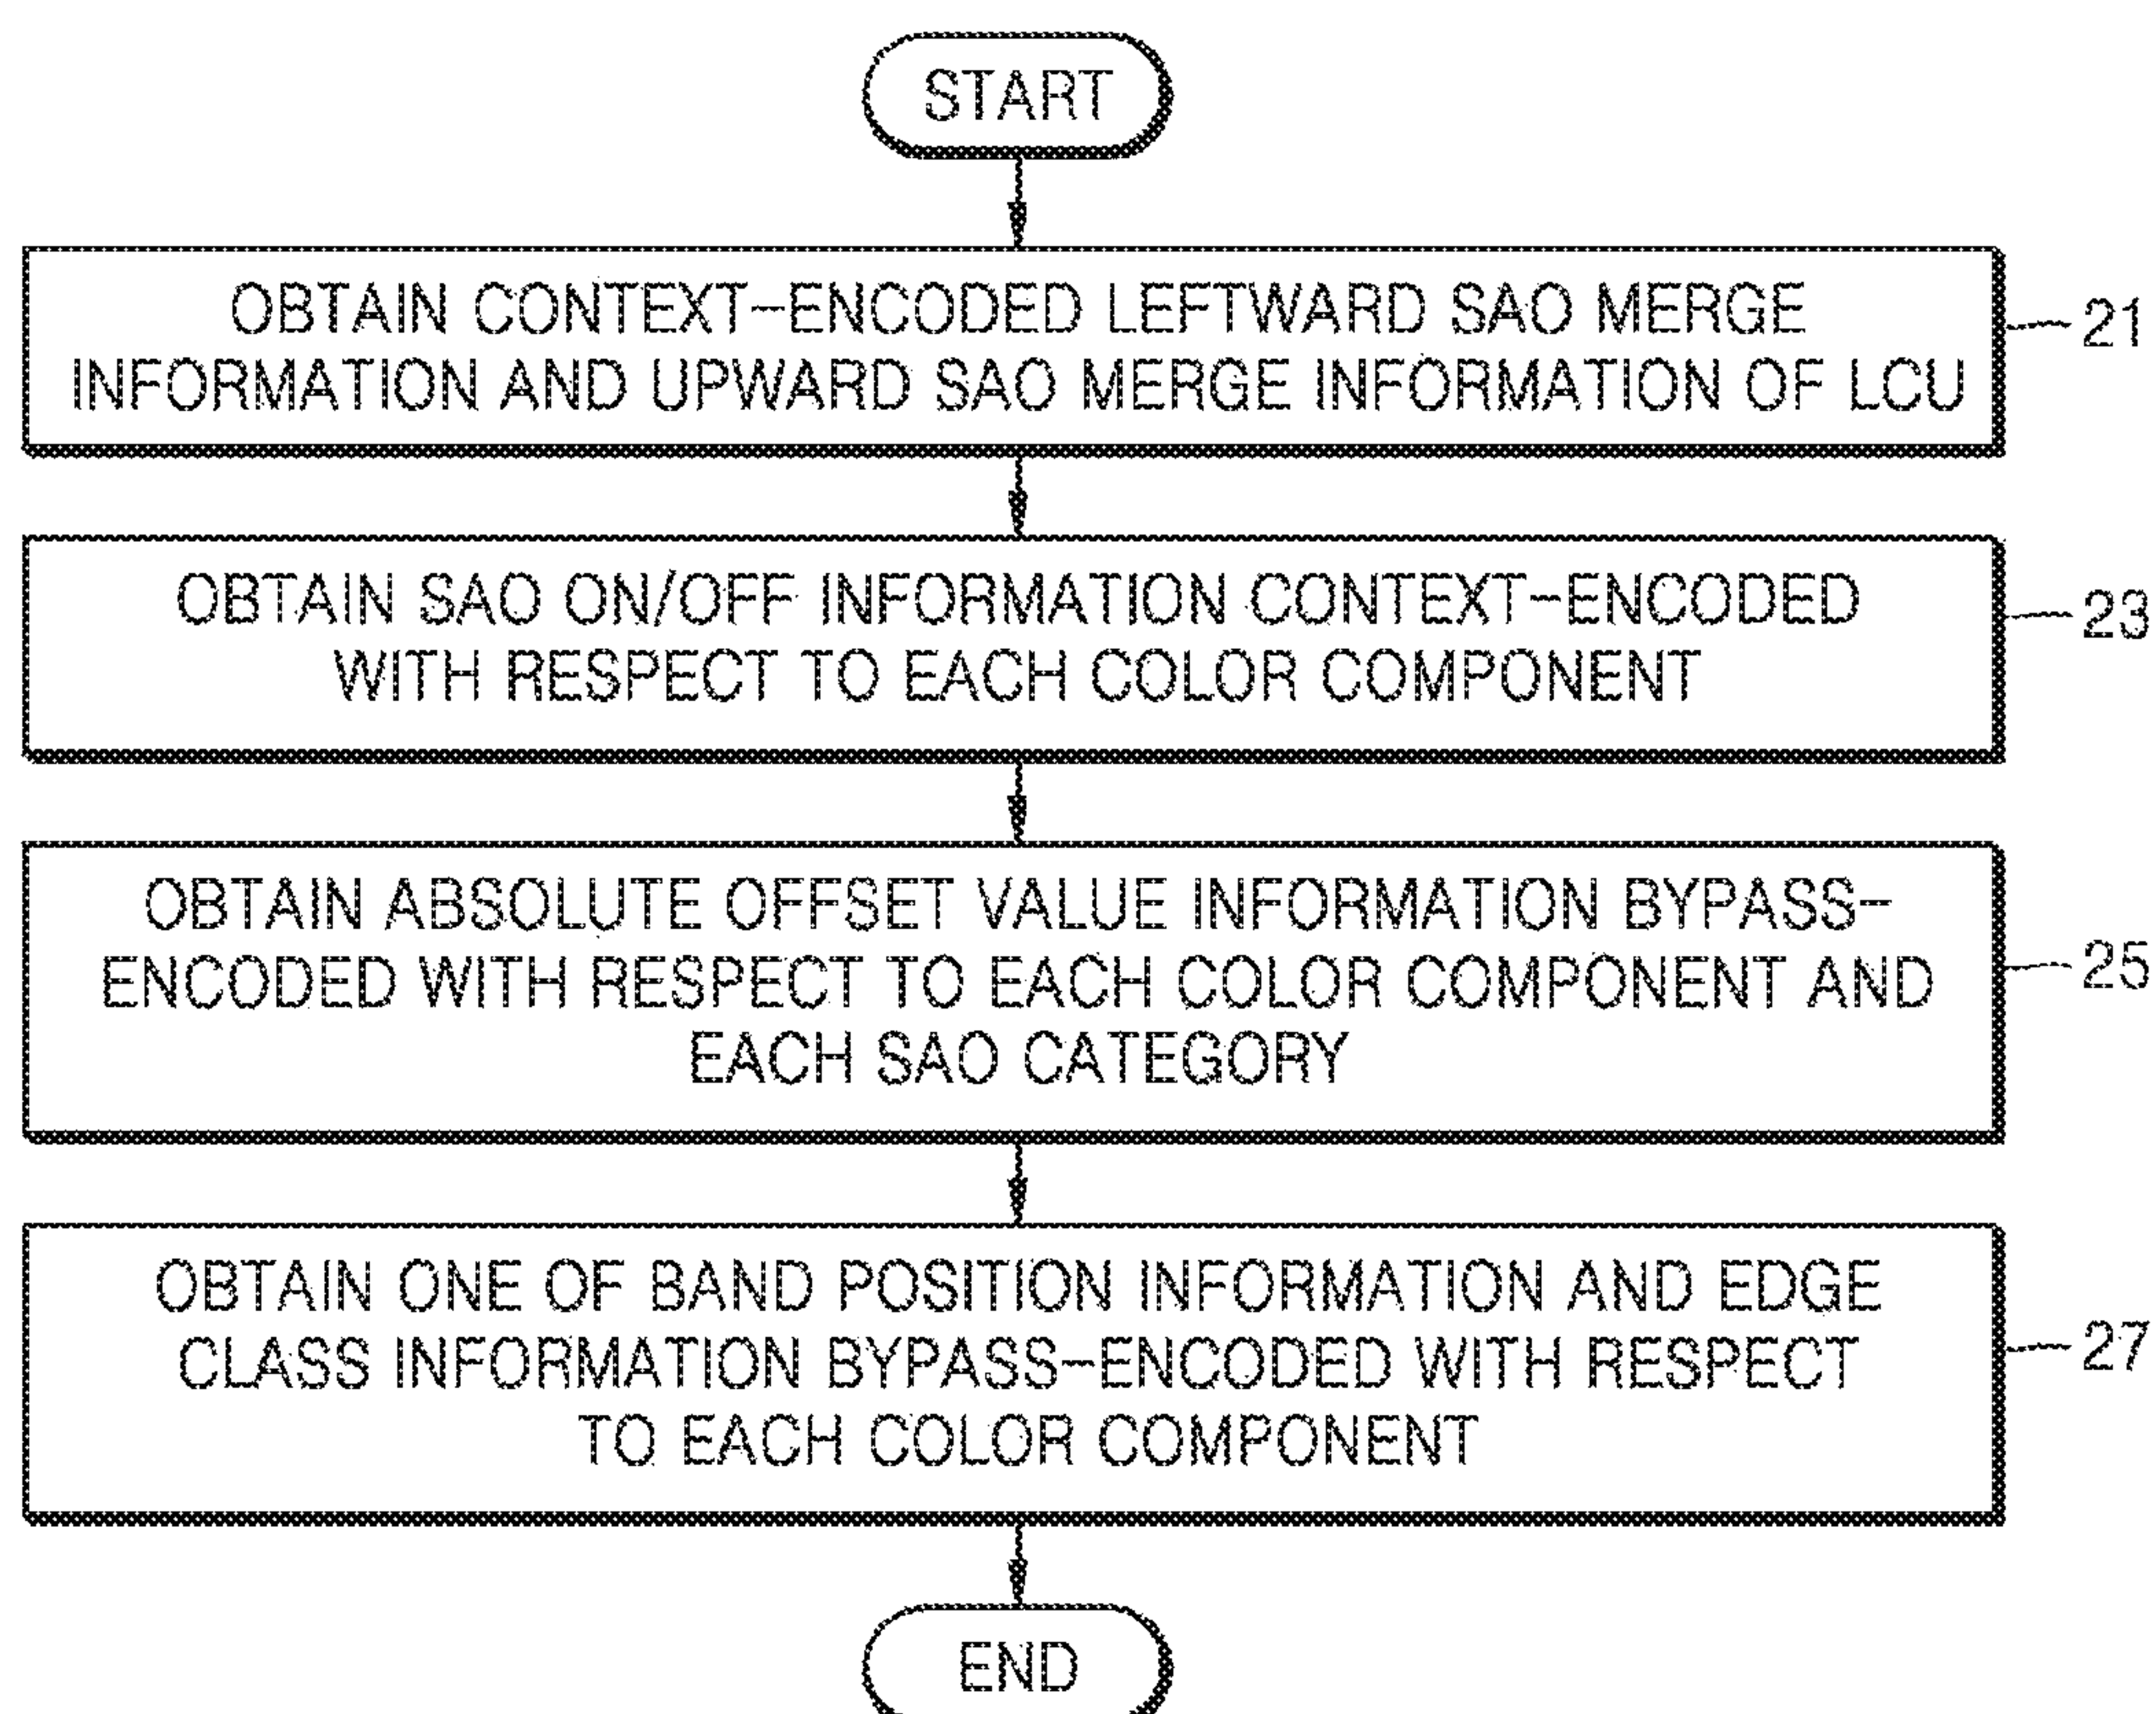 START
OBTAIN CONTEXT-ENCODED LEFTWARD SAO MERGE
INFORMATION AND UPWARD SAO MERGE INFORMATION OF LCU
21
OBTAIN SAO ON/OFF INFORMATION CONTEXT-ENCODED
WITH RESPECT TO EACH COLOR COMPONENT
23
OBTAIN ABSOLUTE OFFSET VALUE INFORMATION BYPASS-
ENCODED WITH RESPECT TO EACH COLOR COMPONENT AND
EACH SAO CATEGORY
25
OBTAIN ONE OF BAND POSITION INFORMATION AND EDGE
CLASS INFORMATION BYPASS-ENCODED WITH RESPECT
TO EACH COLOR COMPONENT
27
END